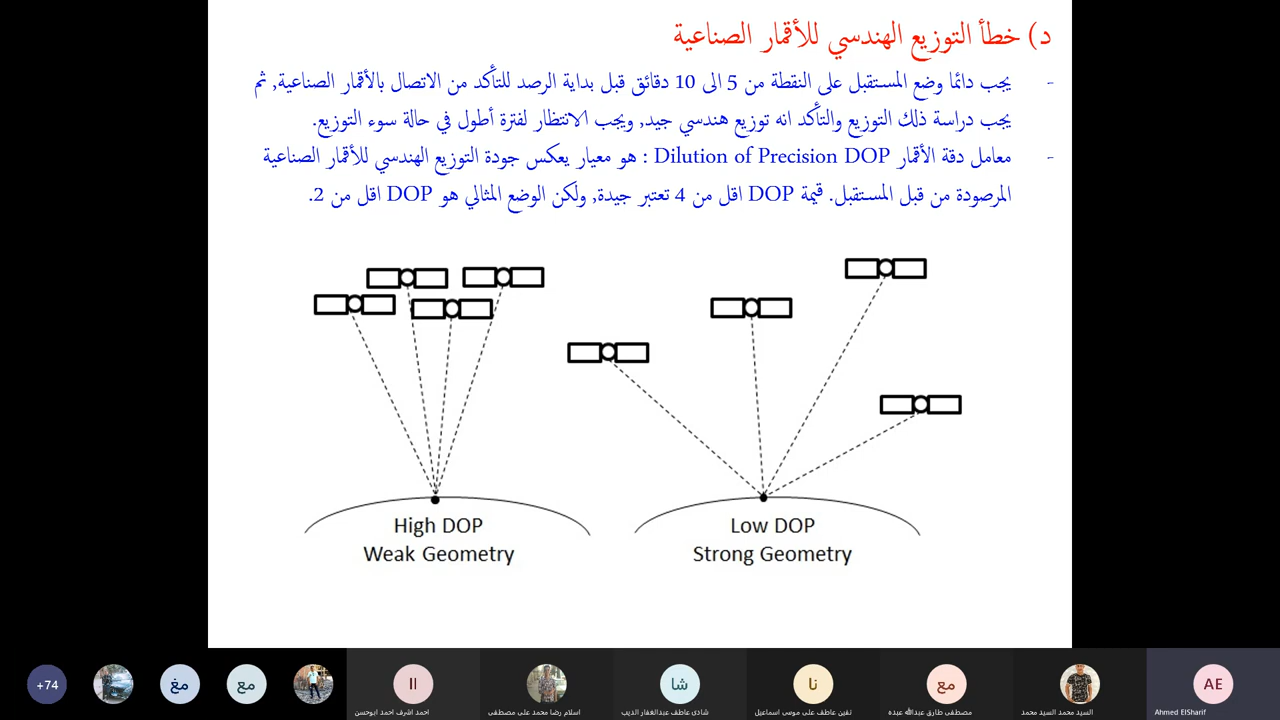 د) خطأ التوزيع الهندسي للأقمار الصناعية
- يجب دائما وضع المستقبل على النقطة من 5 الى 10 دقائق قبل بداية الرصد للتأكد من الاتصال بالأقمار الصناعية, ثم
يجب دراسة ذلك التوزيع والتأكد انه توزيع هندسي جيد, ويجب الانتظار لفترة أطول في حالة سوء التوزيع.
- معامل دقة الأقمار Dilution of Precision DOP : هو معيار يعكس جودة التوزيع الهندسي للأقمار الصناعية
المرصودة من قبل المستقبل. قيمة DOP اقل من 4 تعتبر جيدة, ولكن الوضع المثالي هو DOP اقل من 2.
High DOP
Weak Geometry
Low DOP
Strong Geometry
+74
مغ
مع
II
شا
نا
مع
AE
احمد اشرف احمد ابوحسن
اسلام رضا محمد على مصطفى
شادى عاطف عبدالغفار الديب
نفين عاطف على موسى اسماعيل
مصطفى طارق عبدالله عبده
السيد محمد السيد محمد
Ahmed ElSharif